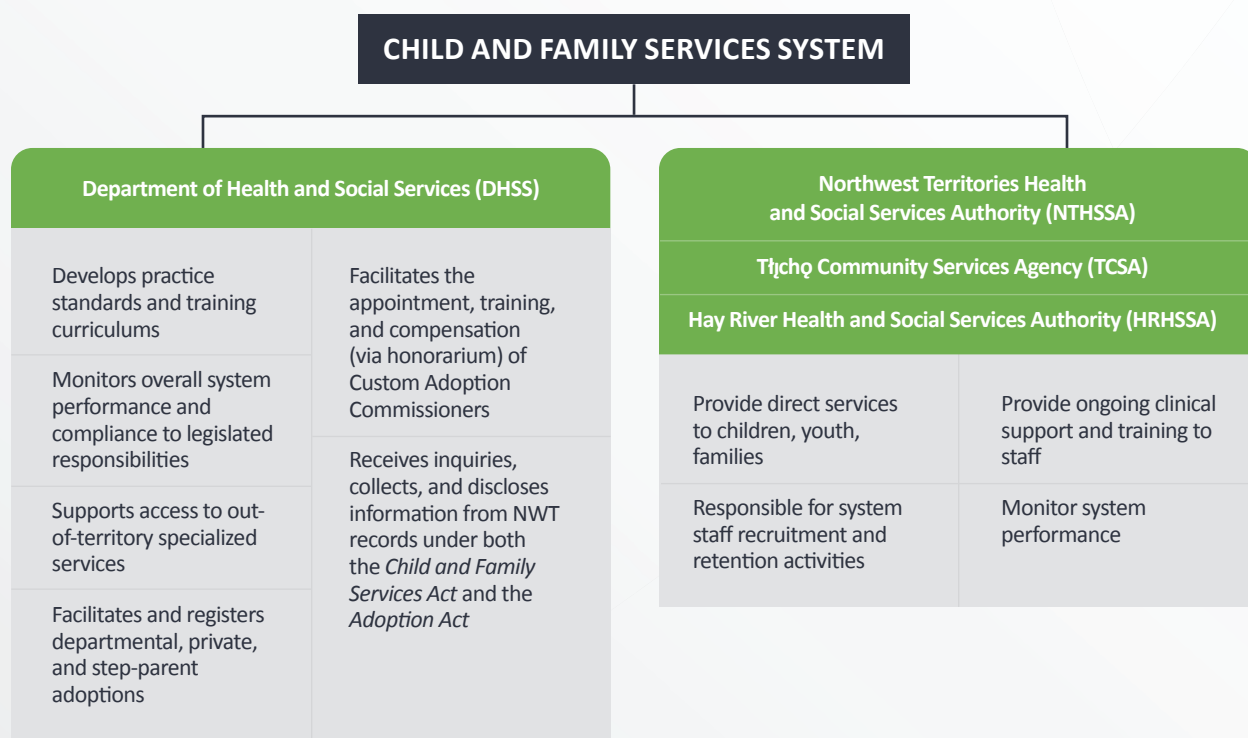 CHILD AND FAMILY SERVICES SYSTEM
Department of Health and Social Services (DHSS)
Develops practice
standards and training
curriculums
Monitors overall system
performance and
compliance to legislated
responsibilities
Supports access to out-
of-territory specialized
services
Facilitates and registers
departmental, private,
and step-parent
adoptions
Facilitates the
appointment, training,
and compensation
(via honorarium) of
Custom Adoption
Commissioners
Receives inquiries,
collects, and discloses
information from NWT
records under both
the Child and Family
Services Act and the
Adoption Act
Northwest Territories Health
and Social Services Authority (NTHSSA)
Tłı̨chǫ Community Services Agency (TCSA)
Hay River Health and Social Services Authority (HRHSSA)
Provide direct services
to children, youth,
families
Responsible for system
staff recruitment and
retention activities
Provide ongoing clinical
support and training to
staff
Monitor system
performance